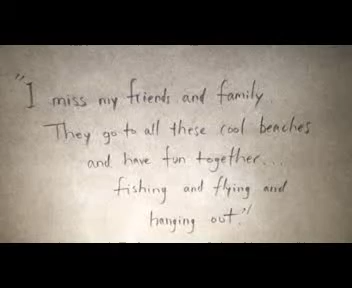 "I miss my friends and family.
They go to all these cool beaches
and have fun together...
fishing and flying and
hanging out."